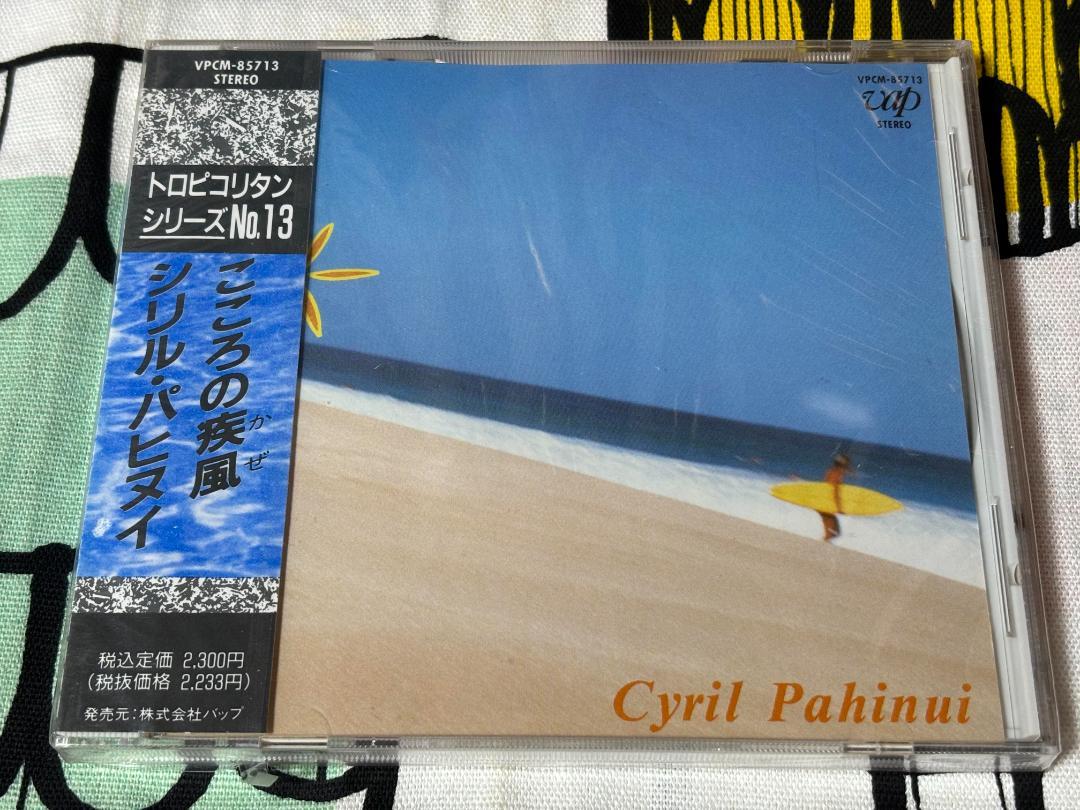 VPCM-85713
STEREO
トロピコリタン
シリーズNo.13
こころの疾風
かぜ
シリル・パヒヌイ
税込定価 2,300円
(税抜価格 2,233円)
発売元:株式会社バップ
VPCM-85713
vap
STEREO
Cyril Pahinui